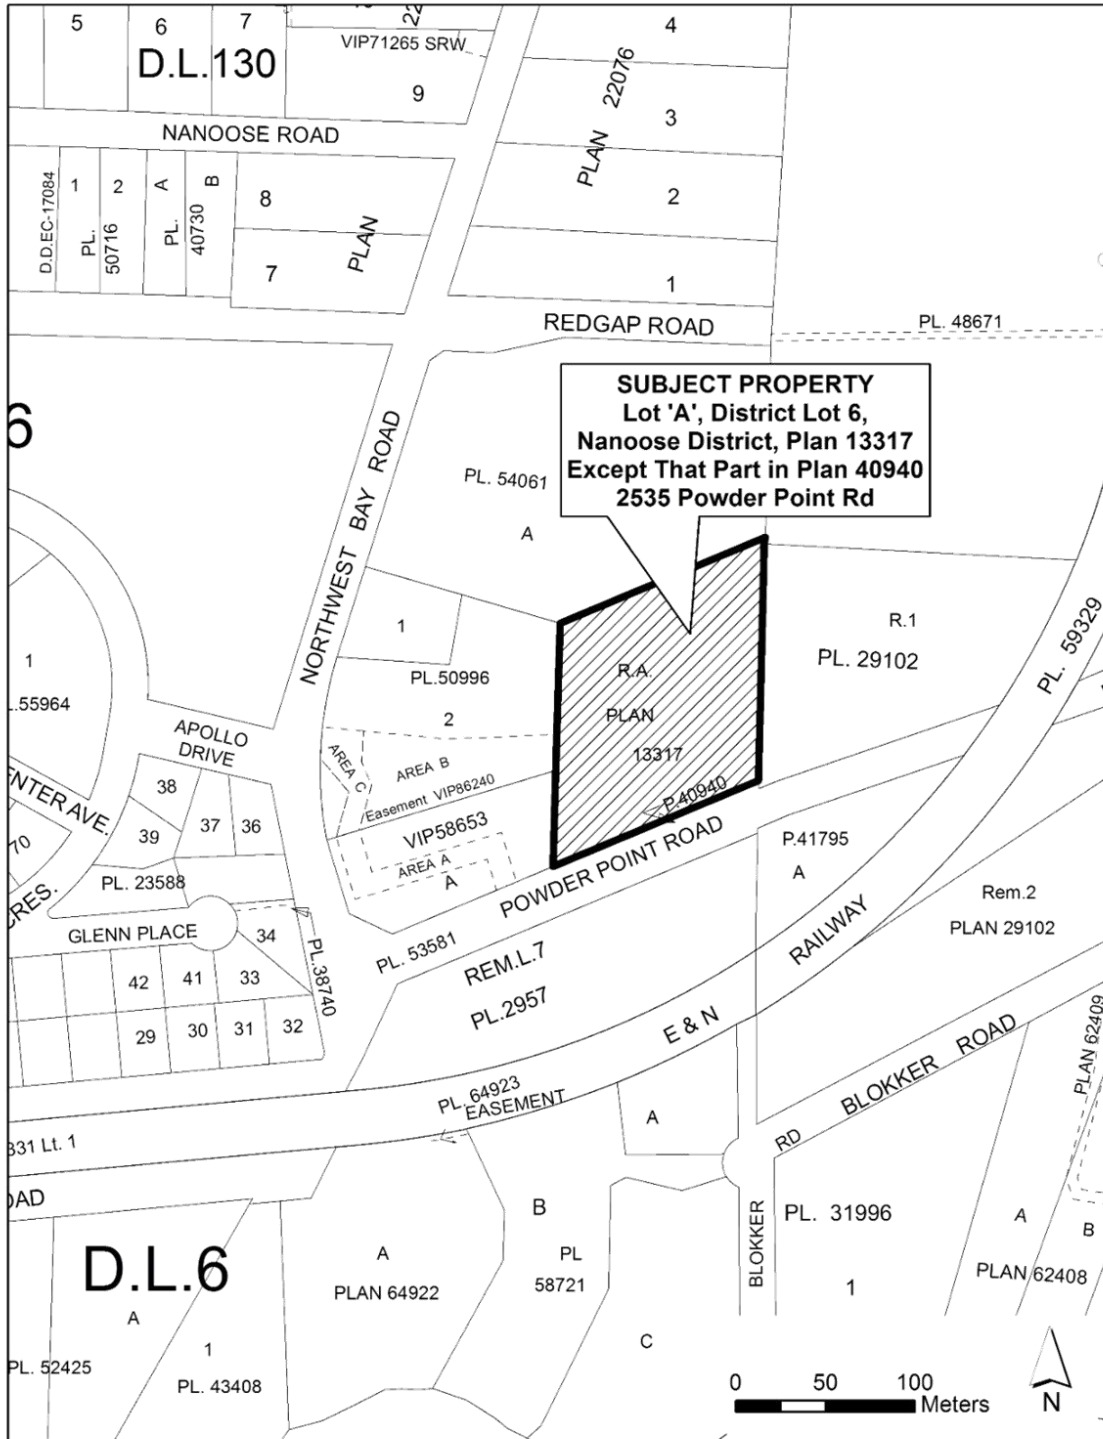 5
6
7
22
4
VIP71265 SRW
D.L.130
9
PLAN 22076
3
NANOOSE ROAD
D.D.EC-17084
1
2
PL. 50716
A
B
PL. 40730
8
7
PLAN
2
1
REDGAP ROAD
PL. 48671
SUBJECT PROPERTY
Lot 'A', District Lot 6,
Nanoose District, Plan 13317
Except That Part in Plan 40940
2535 Powder Point Rd
6
NORTHWEST BAY ROAD
PL. 54061
A
1
PL.50996
2
R.A.
PLAN
13317
P.40940
R.1
PL. 29102
PL. 59329
1
.55964
APOLLO
DRIVE
AREA C
AREA B
Easement VIP86240
VIP58653
AREA A
A
ENTER AVE.
38
39
37
36
70
CRES.
PL. 23588
GLENN PLACE
34
PL.38740
42
41
33
29
30
31
32
POWDER POINT ROAD
PL. 53581
REM.L.7
PL.2957
P.41795
A
RAILWAY
E & N
Rem.2
PLAN 29102
PL. 64923
EASEMENT
A
BLOKKER ROAD
RD
BLOKKER
PLAN 62409
331 Lt. 1
OAD
D.L.6
A
PL. 52425
1
PL. 43408
A
PLAN 64922
B
PL
58721
C
PL. 31996
1
A
B
PLAN 62408
0 50 100
Meters
N